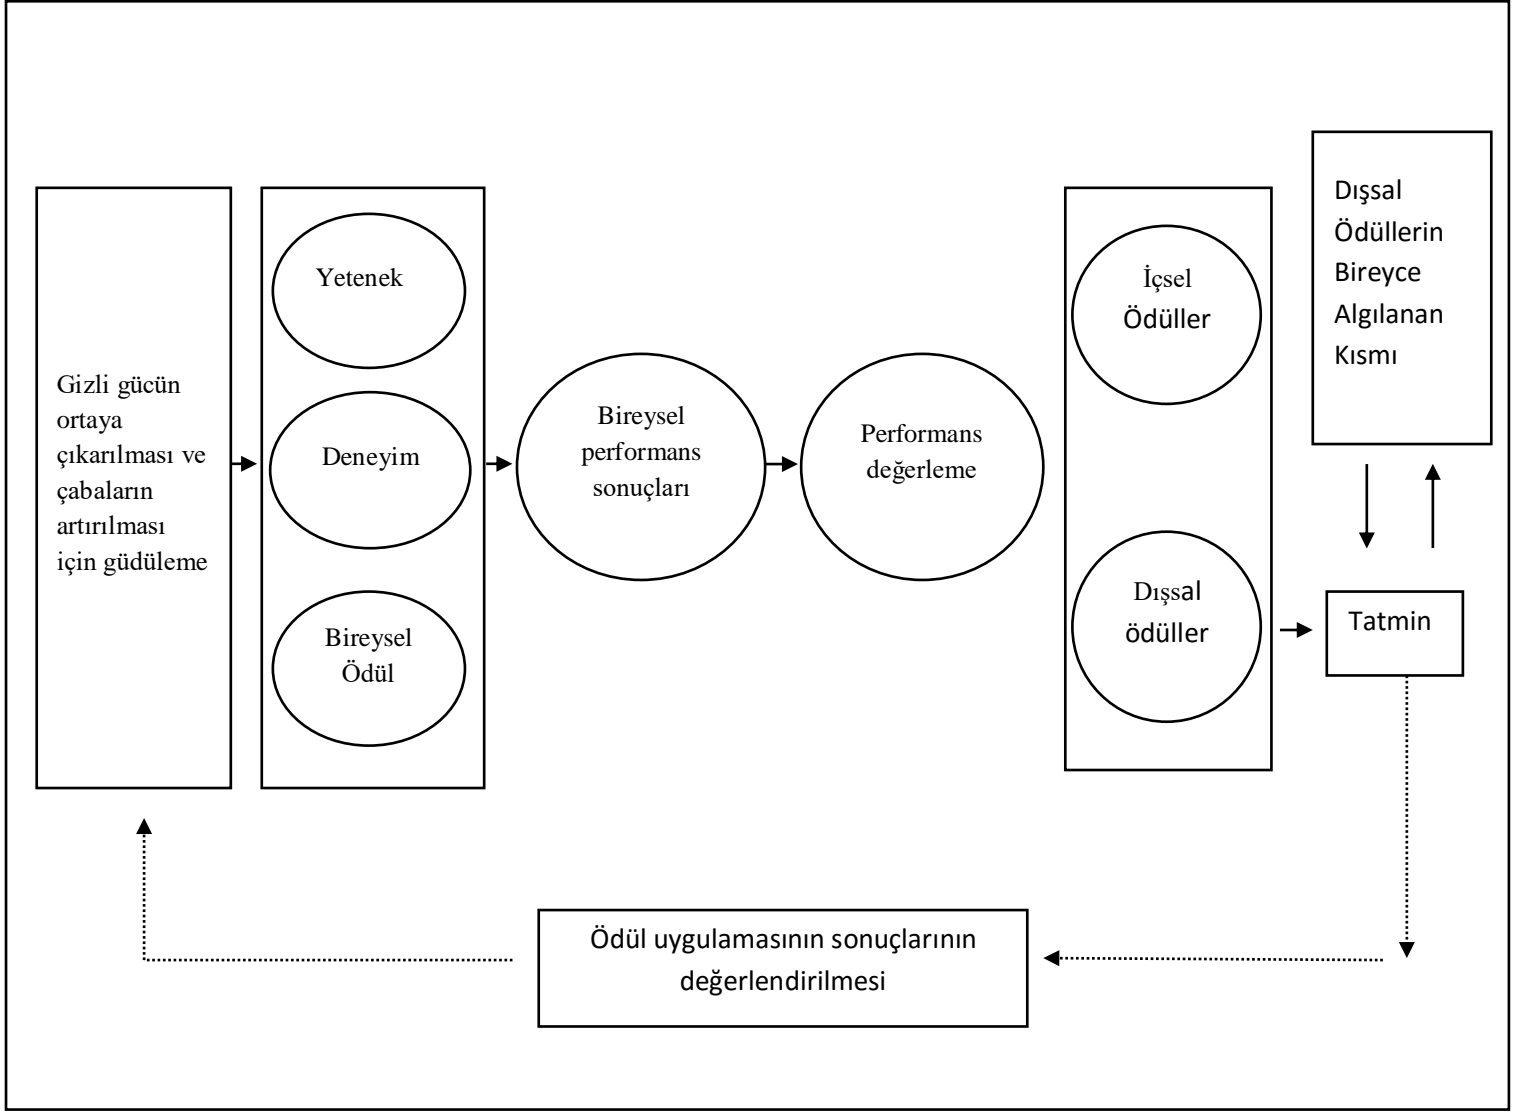 Gizli gücün
ortaya
çıkarılması ve
çabaların
artırılması
için güdüleme
Yetenek
Deneyim
Bireysel
Ödül
Bireysel
performans
sonuçları
Performans
değerleme
İçsel
Ödüller
Dışsal
ödüller
Dışsal
Ödüllerin
Bireyce
Algılanan
Kısmı
Tatmin
Ödül uygulamasının sonuçlarının
değerlendirilmesi